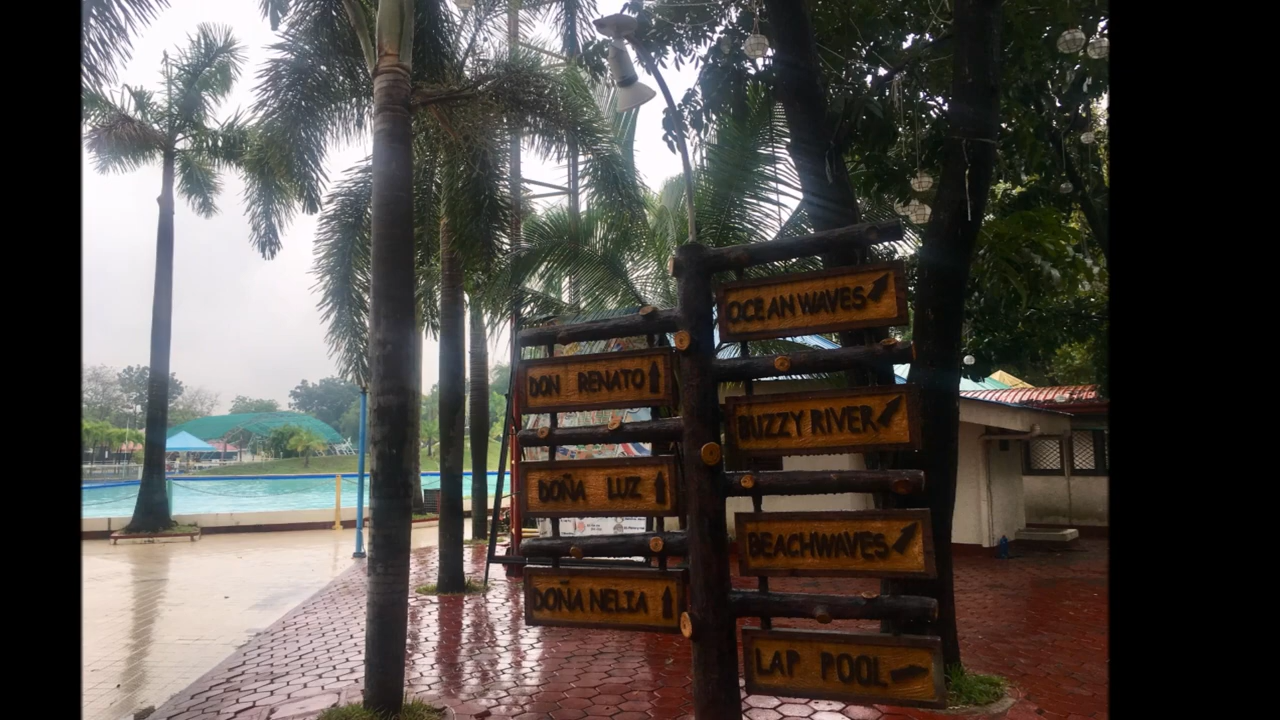 DON RENATO
DOÑA LUZ
DOÑA NELIA
OCEAN WAVES
BUZZY RIVER
BEACHWAVES
LAP POOL